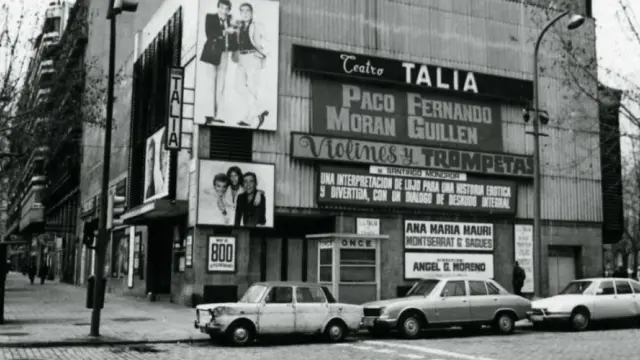 Teatro TALIA
TALIA
PACO FERNANDO
MORAN GUILLEN
VIOLINES Y TROMPETAS
DE SANTIAGO MONCADA
UNA INTERPRETACION DE LUJO PARA UNA HISTORIA EROTICA
Y DIVERTIDA, CON UN DIALOGO DE DESNUDO INTEGRAL
ANA MARIA MAURI
MONTSERRAT G. SAGUES
ANGEL G. MORENO
ONCE
800